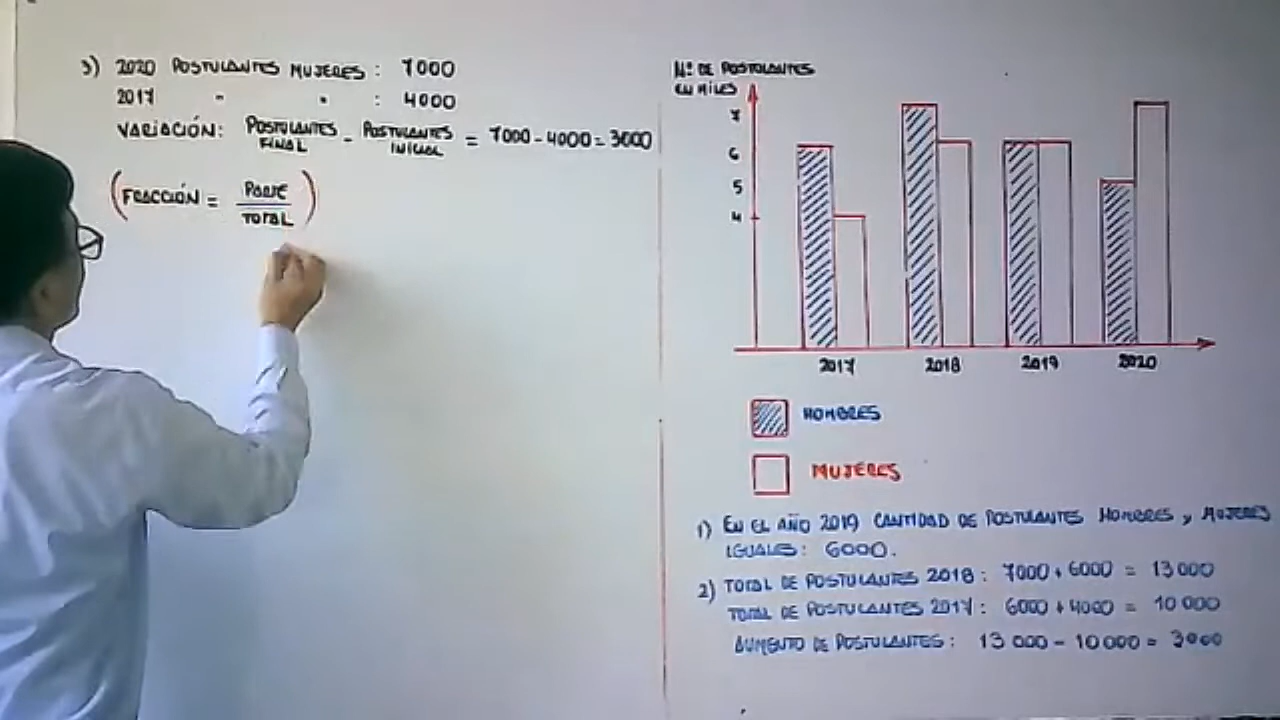 3) 2020 POSTULANTES MUJERES : 7000
2017 " " : 4000
VARIACIÓN: POSTULANTES FINAL - POSTULANTES INICIAL = 7000 - 4000 = 3000
(FRACCIÓN = PARTE / TOTAL)
Nº DE POSTULANTES
EN MILES
7
6
5
4
2017 2018 2019 2020
HOMBRES
MUJERES
1) EN EL AÑO 2019 CANTIDAD DE POSTULANTES HOMBRES y MUJERES
IGUALES: 6000.
2) TOTAL DE POSTULANTES 2018 : 7000 + 6000 = 13 000
TOTAL DE POSTULANTES 2017 : 6000 + 4000 = 10 000
AUMENTO DE POSTULANTES : 13 000 - 10 000 = 3000